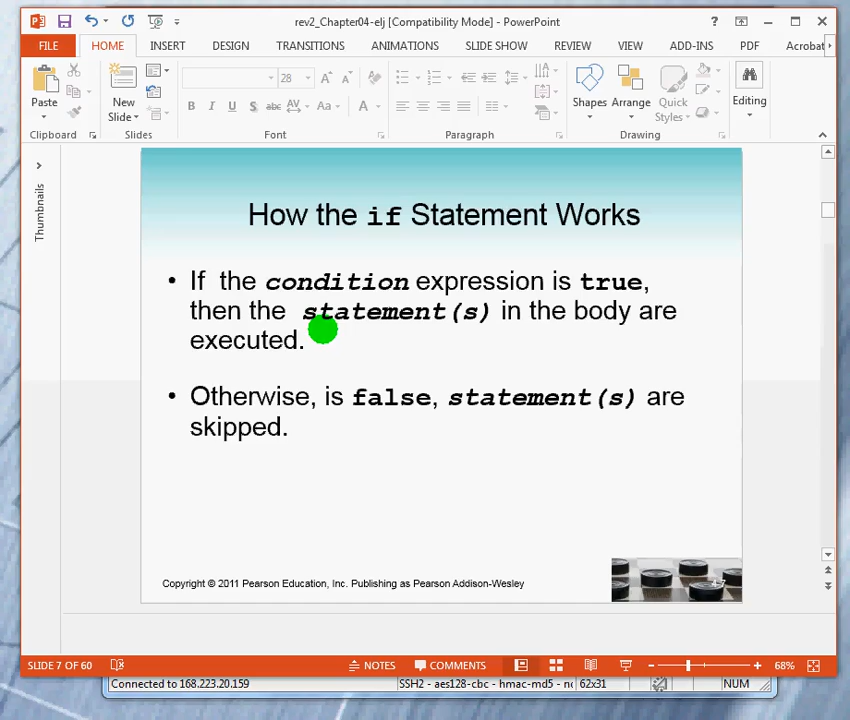 rev2_Chapter04-elj [Compatibility Mode] - PowerPoint
FILE HOME INSERT DESIGN TRANSITIONS ANIMATIONS SLIDE SHOW REVIEW VIEW ADD-INS PDF Acrobat
Paste
New Slide
28
B I U S abc AV Aa A
Shapes Arrange Quick Styles
Editing
Clipboard Slides Font Paragraph Drawing
Thumbnails
How the if Statement Works
• If the condition expression is true,
then the statement(s) in the body are
executed.
• Otherwise, is false, statement(s) are
skipped.
Copyright © 2011 Pearson Education, Inc. Publishing as Pearson Addison-Wesley
SLIDE 7 OF 60 NOTES COMMENTS 68%
Connected to 168.223.20.159 SSH2 - aes128-cbc - hmac-md5 - 62x31 NUM